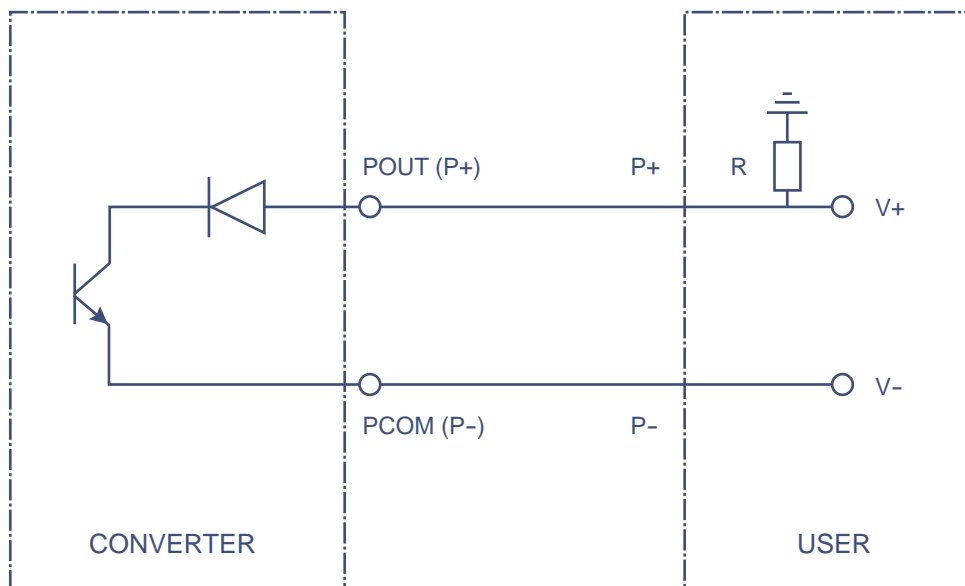 POUT (P+)
P+
R
V+
V-
PCOM (P-)
P-
CONVERTER
USER